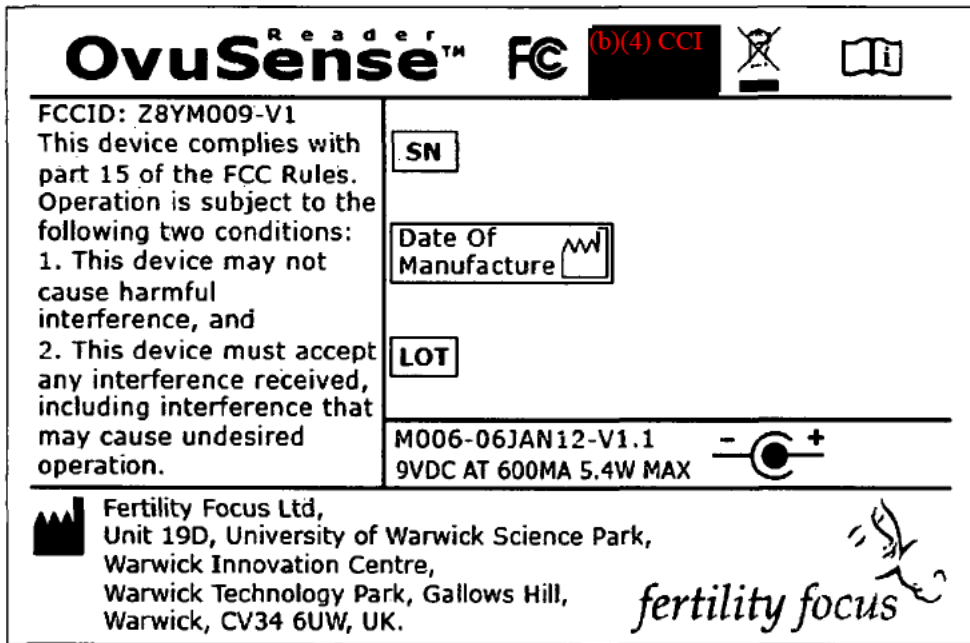 Reader
OvuSense™
FC
(b)(4) CCI
i
FCCID: Z8YM009-V1
This device complies with
part 15 of the FCC Rules.
Operation is subject to the
following two conditions:
1. This device may not
cause harmful
interference, and
2. This device must accept
any interference received,
including interference that
may cause undesired
operation.
SN
Date Of
Manufacture
LOT
M006-06JAN12-V1.1
9VDC AT 600MA 5.4W MAX
- +
Fertility Focus Ltd,
Unit 19D, University of Warwick Science Park,
Warwick Innovation Centre,
Warwick Technology Park, Gallows Hill,
Warwick, CV34 6UW, UK.
fertility focus